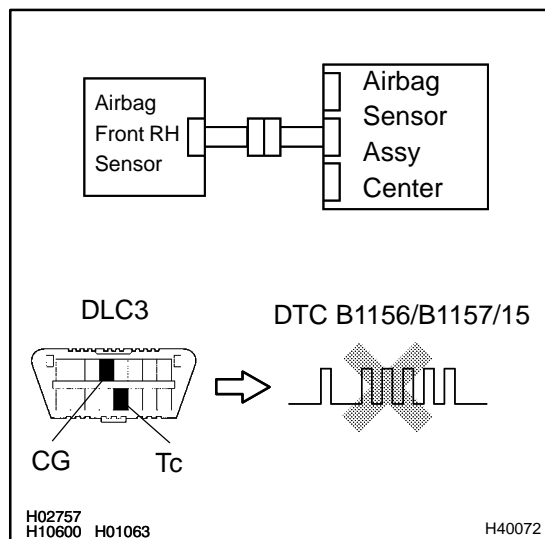 Airbag
Front RH
Sensor
Airbag
Sensor
Assy
Center
DLC3
DTC B1156/B1157/15
CG
Tc
H02757
H10600 H01063
H40072